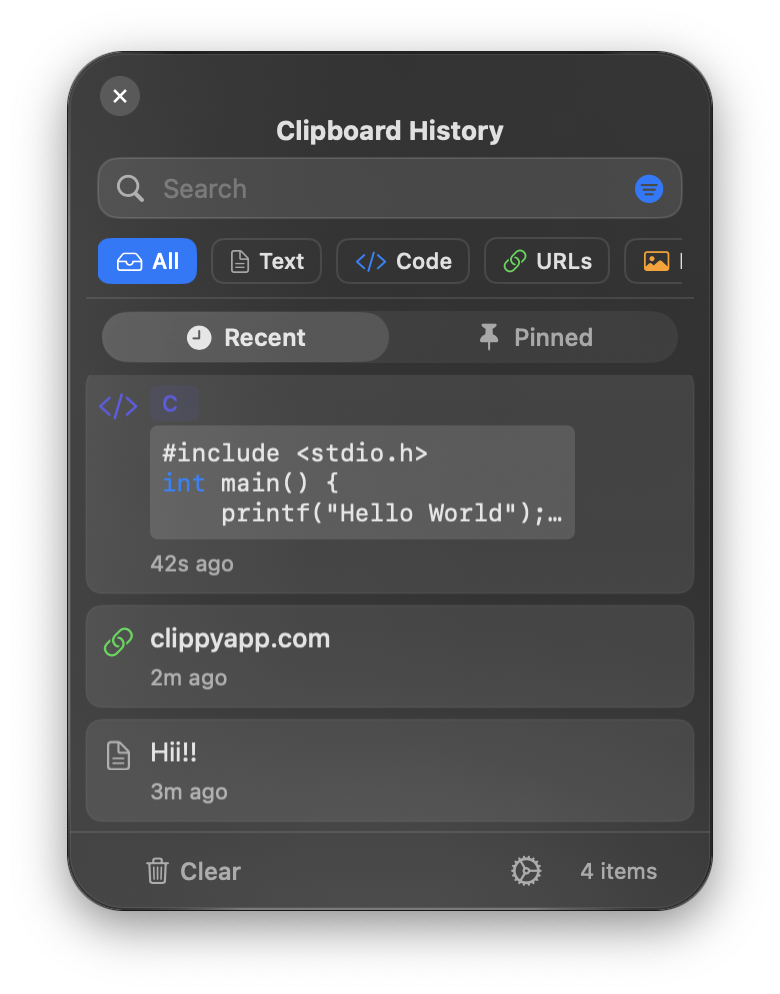 Clipboard History
Search
All Text Code URLs
Recent Pinned
C
#include <stdio.h>
int main() {
    printf("Hello World");…
42s ago
clippyapp.com
2m ago
Hii!!
3m ago
Clear 4 items